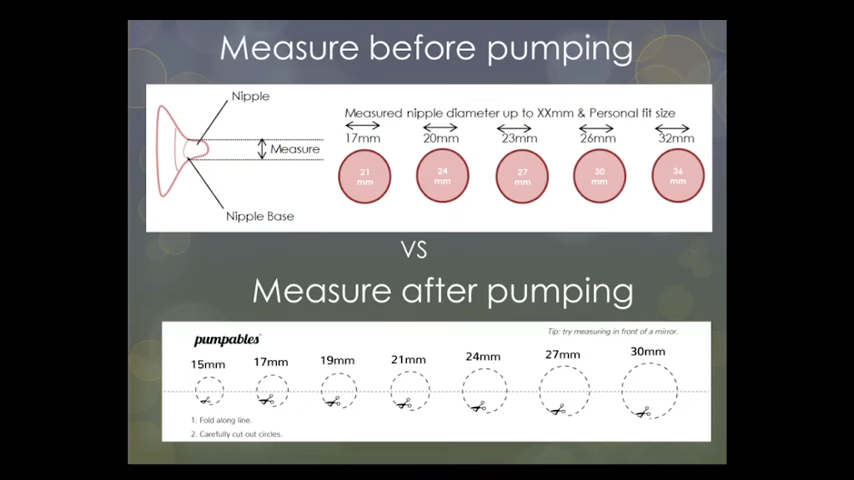 Measure before pumping
Nipple
Measured nipple diameter up to XXmm & Personal fit size
17mm 20mm 23mm 26mm 32mm
Measure
21 mm
24 mm
27 mm
30 mm
36 mm
Nipple Base
VS
Measure after pumping
pumpables
Tip: try measuring in front of a mirror.
15mm 17mm 19mm 21mm 24mm 27mm 30mm
1. Fold along line.
2. Carefully cut out circles.